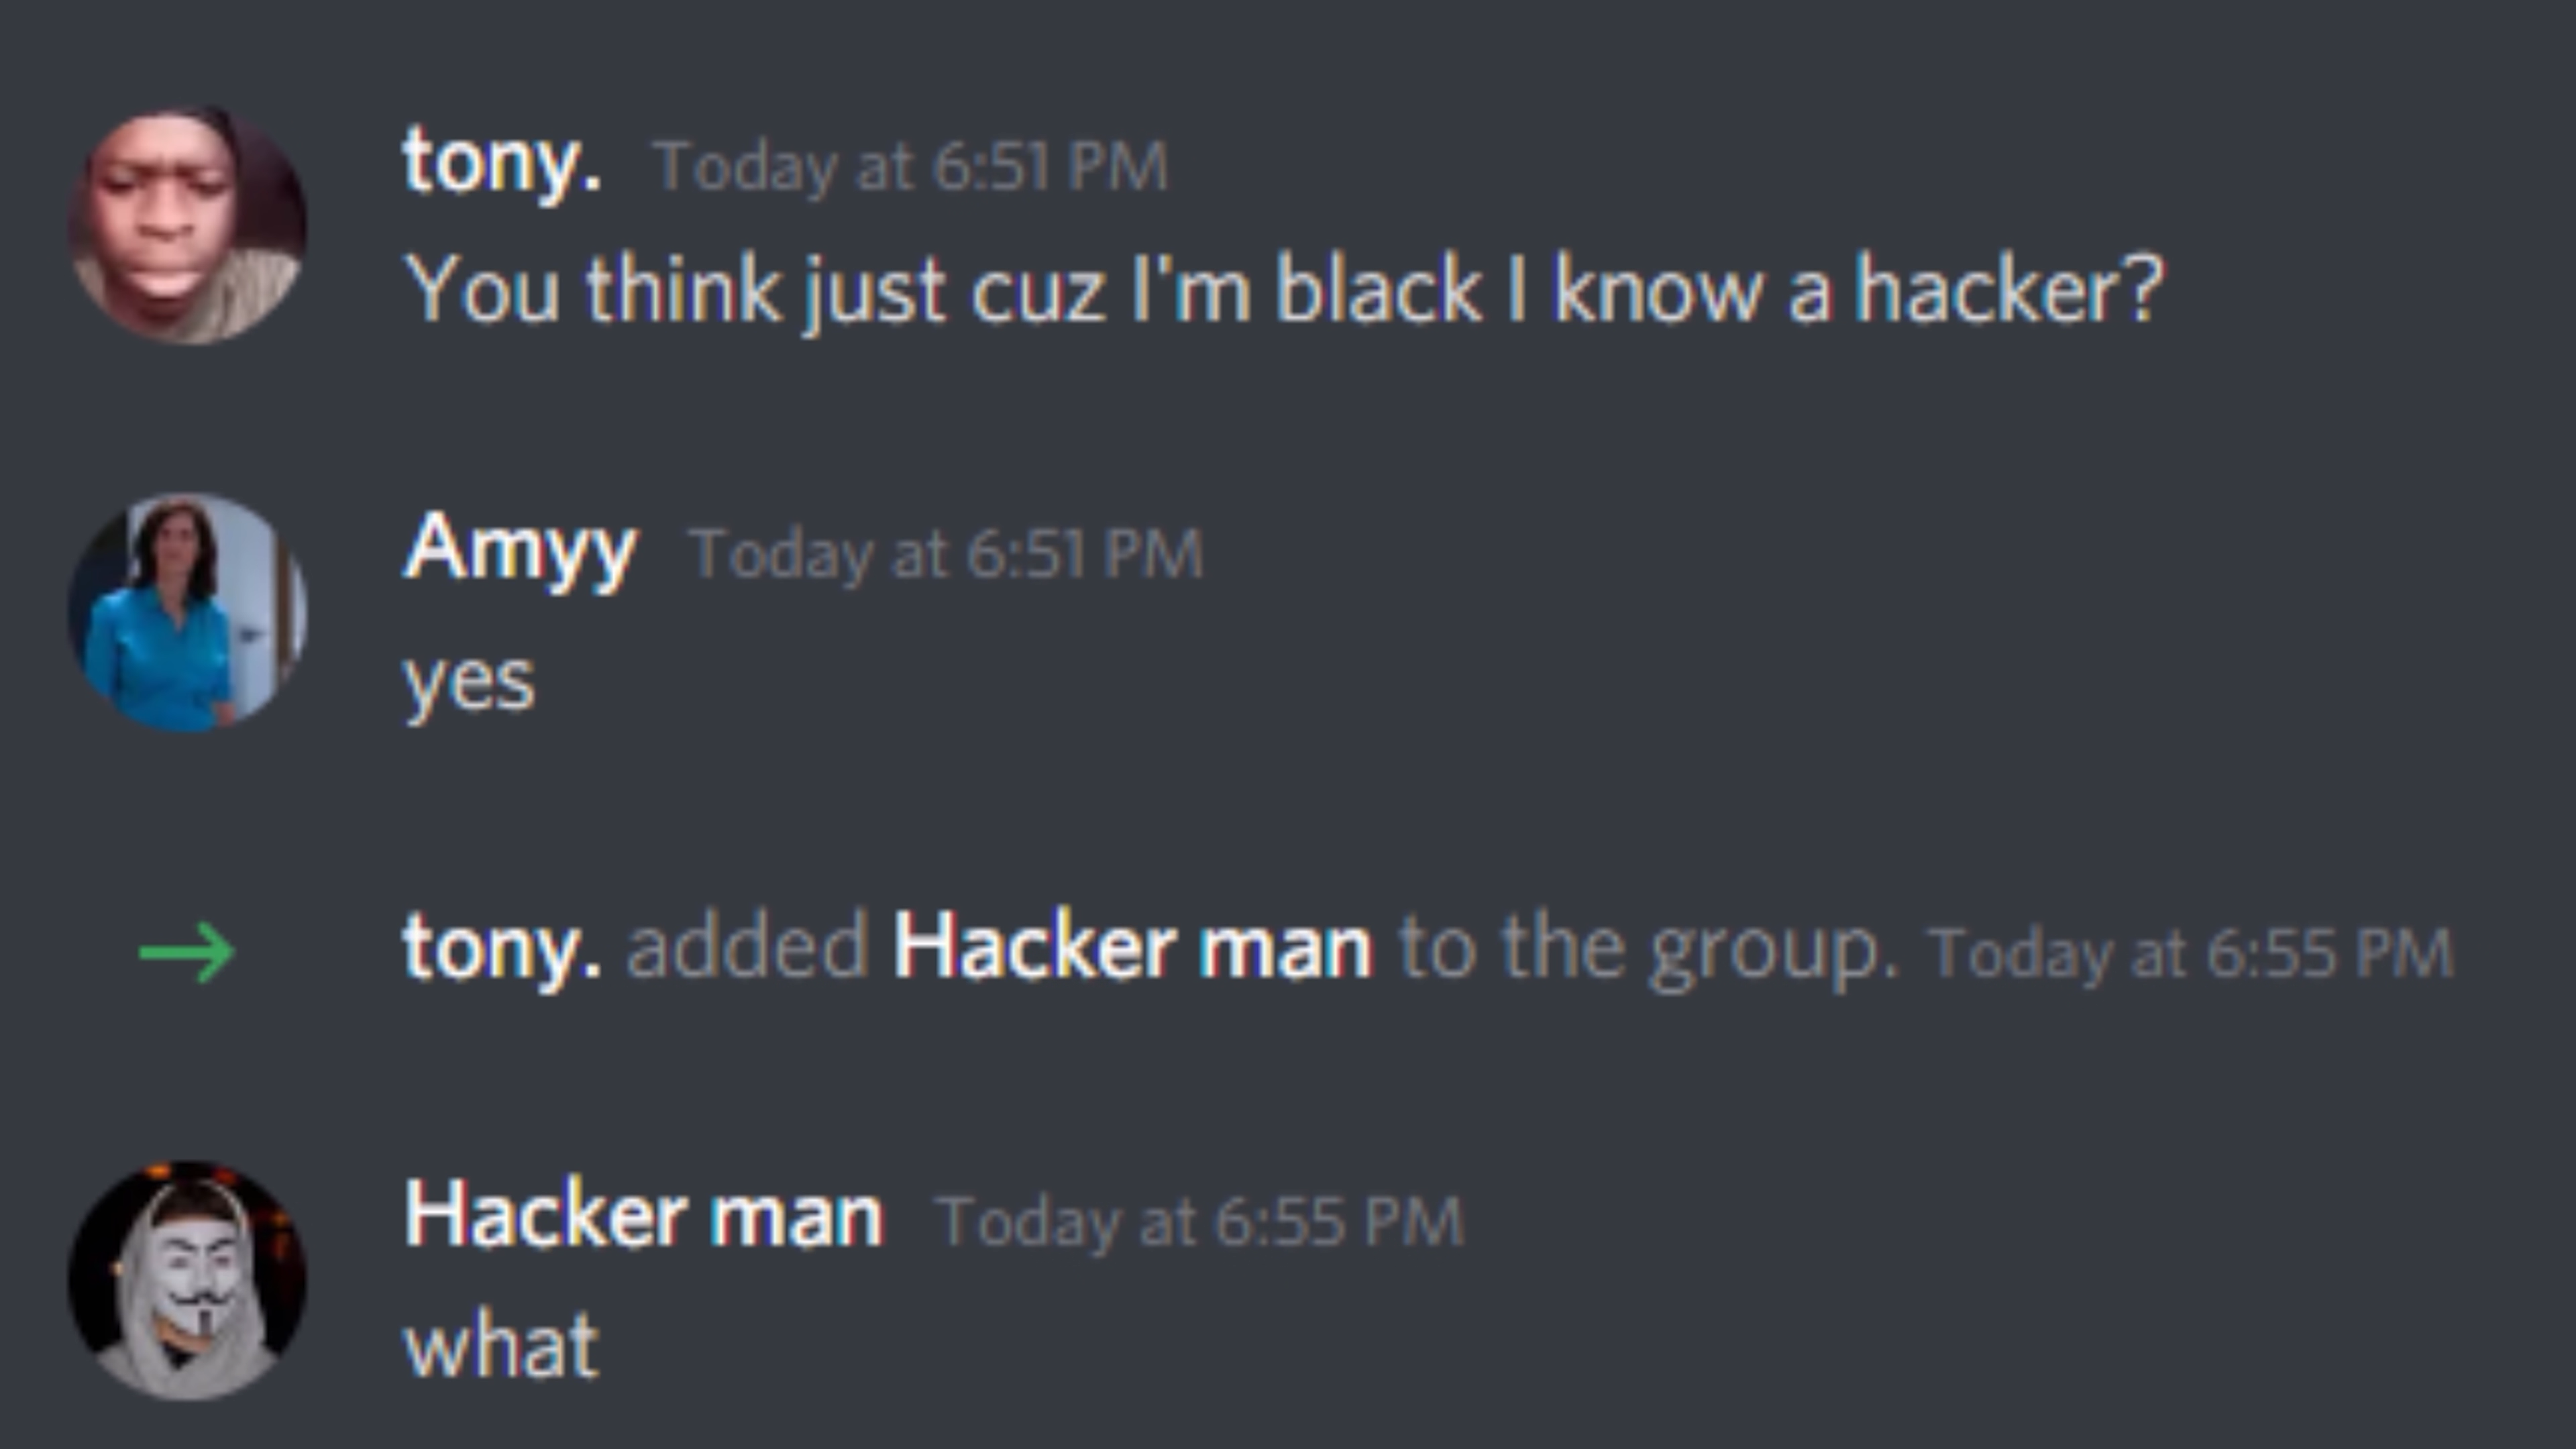 tony. Today at 6:51 PM
You think just cuz I'm black I know a hacker?
Amyy Today at 6:51 PM
yes
tony. added Hacker man to the group. Today at 6:55 PM
Hacker man Today at 6:55 PM
what